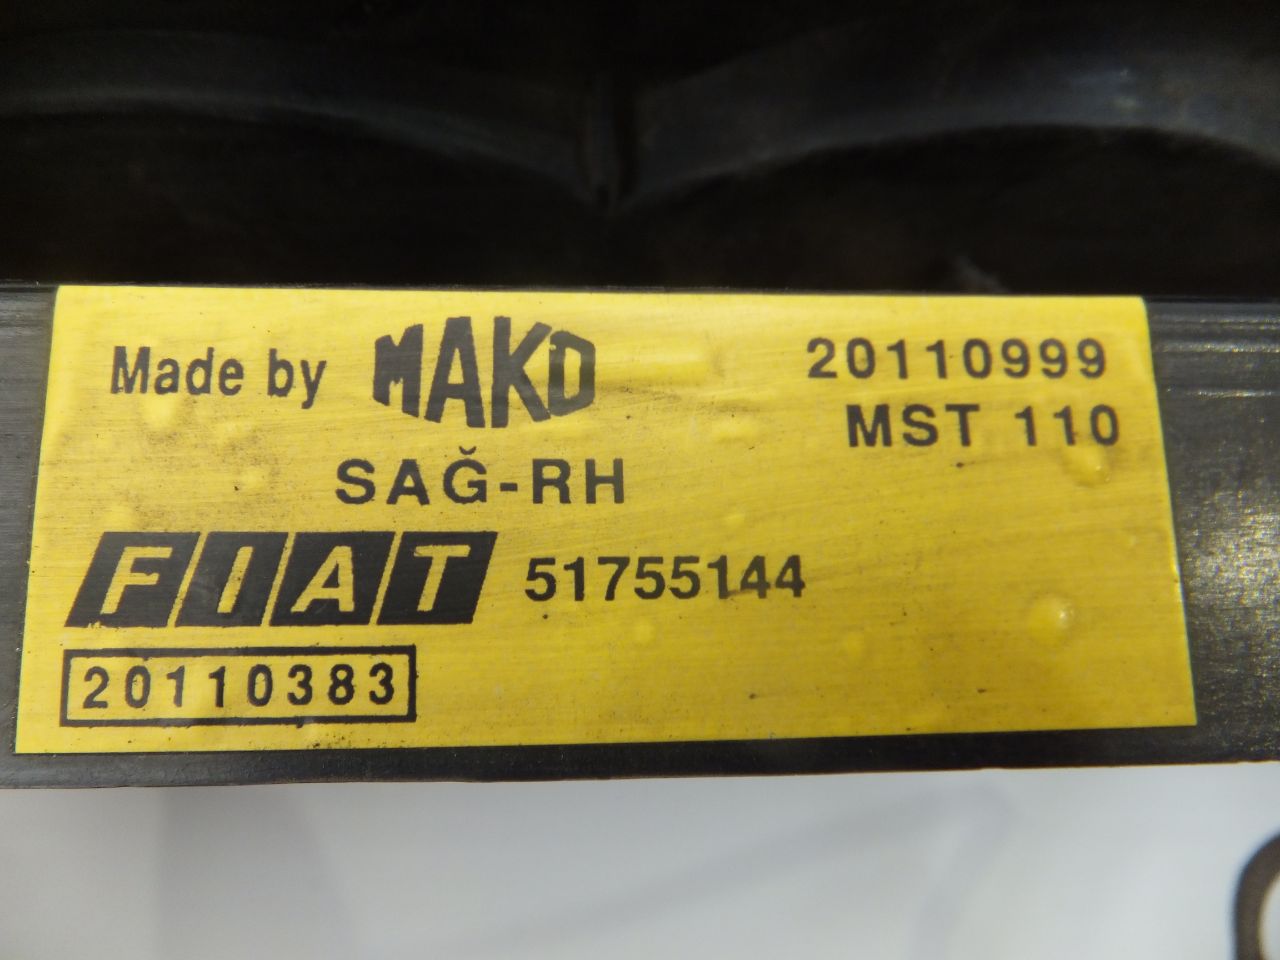 Made by MAKO 20110999
MST 110
SAĞ-RH
FIAT 51755144
20110383